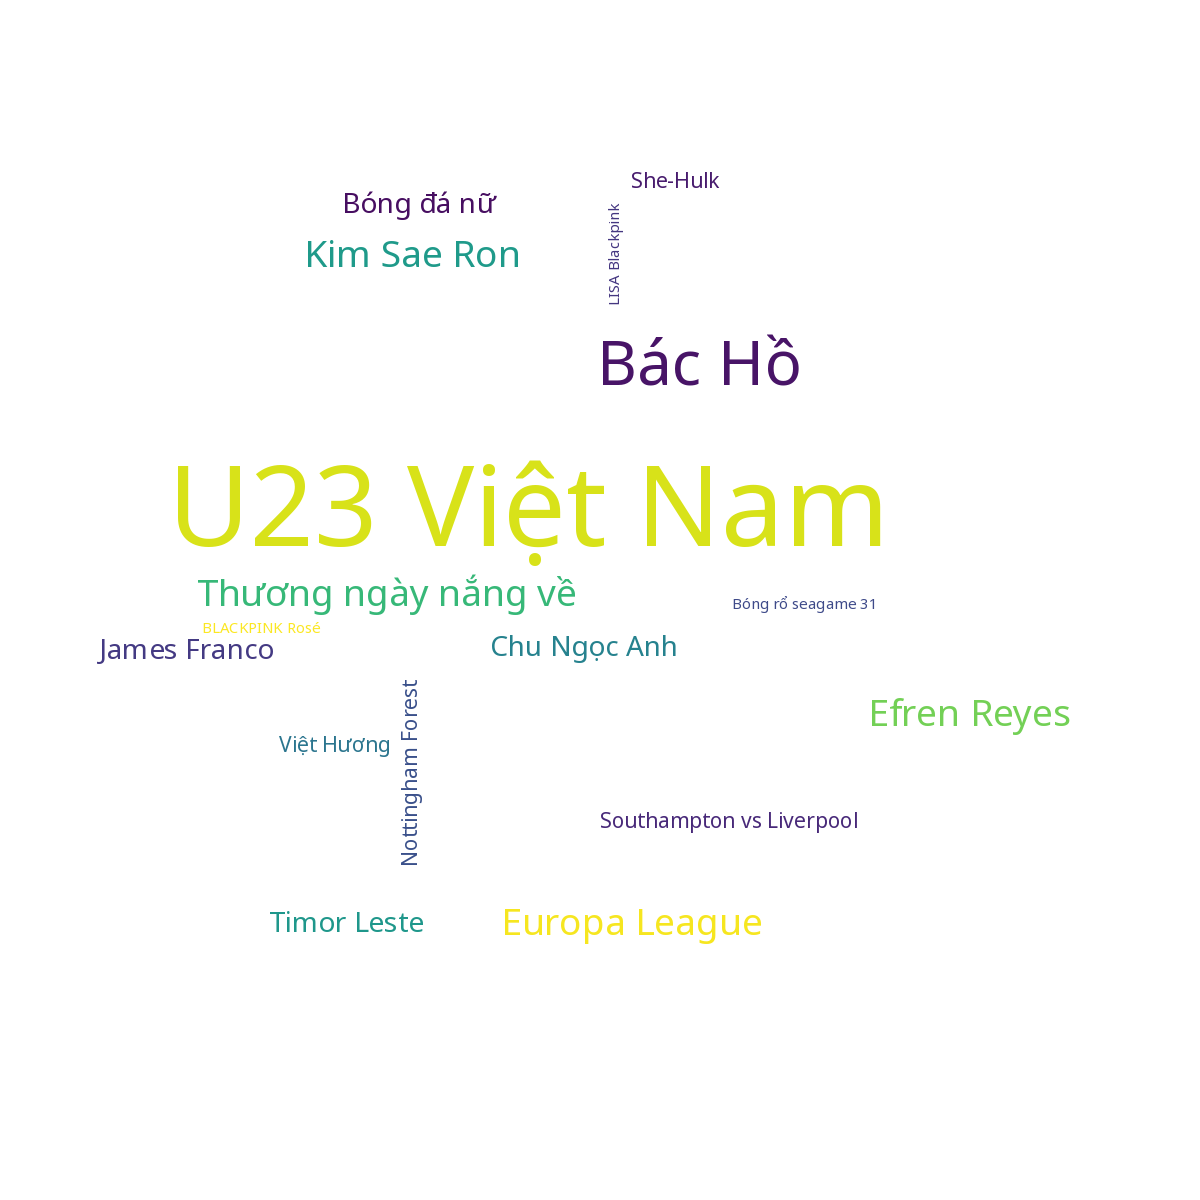 She-Hulk
Bóng đá nữ
LISA Blackpink
Kim Sae Ron
Bác Hồ
U23 Việt Nam
Thương ngày nắng về
Bóng rổ seagame 31
BLACKPINK Rosé
James Franco
Chu Ngọc Anh
Efren Reyes
Việt Hương
Nottingham Forest
Southampton vs Liverpool
Timor Leste
Europa League